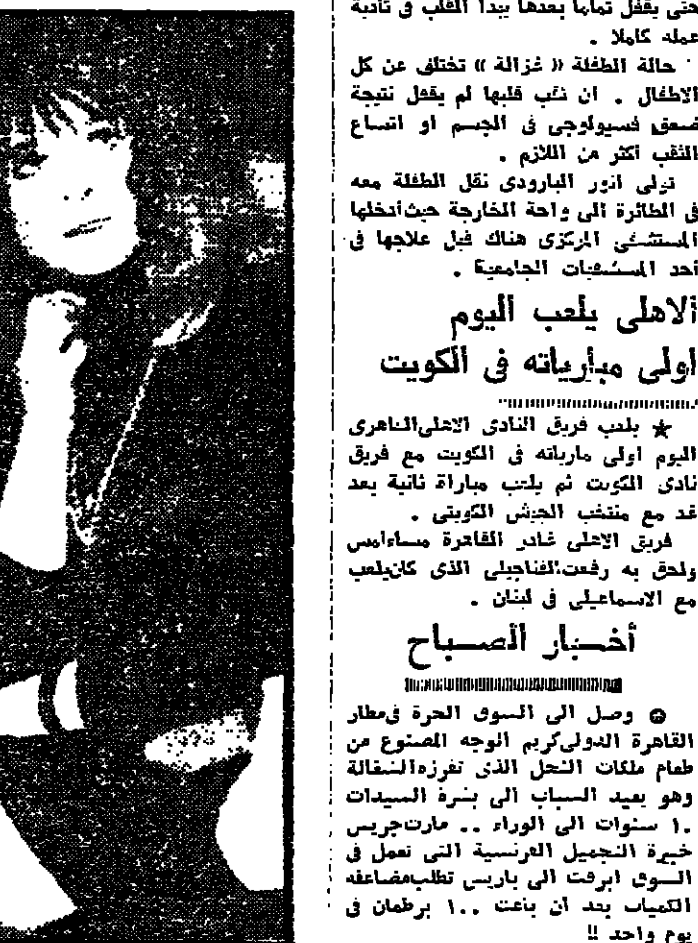 حتى يقفل تماما بعدها يبدأ القلب في تأدية
عمله كاملا .
حالة الطفلة « غزالة » تختلف عن كل
الاطفال . ان ثقب قلبها لم يقفل نتيجة
ضعف فسيولوجى فى الجسم او اتساع
الثقب أكثر من اللازم .
تولى انور البارودى نقل الطفلة معه
فى الطائرة الى واحة الخارجة حيث أدخلها
المستشفى المركزى هناك قبل علاجها فى
أحد المستشفيات الجامعية .
الاهلى يلعب اليوم
اولى مبارياته فى الكويت
★ يلعب فريق النادى الاهلى القاهرى
اليوم اولى مارياته فى الكويت مع فريق
نادى الكويت ثم يلعب مباراة ثانية بعد
غد مع منتخب الجيش الكويتى .
فريق الاهلى غادر القاهرة مساء امس
ولحق به رفعت الفناجيلى الذى كان يلعب
مع الاسماعيلى فى لبنان .
أخبار الصباح
وصل الى السوق الحرة فى مطار
القاهرة الدولى كريم الوجه المصنوع من
طعام ملكات النحل الذى تفرزه الشغالة
وهو يعيد الشباب الى بشرة السيدات
١٠ سنوات الى الوراء .. مارت جريس
خبيرة التجميل الفرنسية التى تعمل فى
السوق ابرقت الى باريس تطلب مضاعفة
الكميات بعد ان باعت ١٠٠ برطمان فى
يوم واحد !!